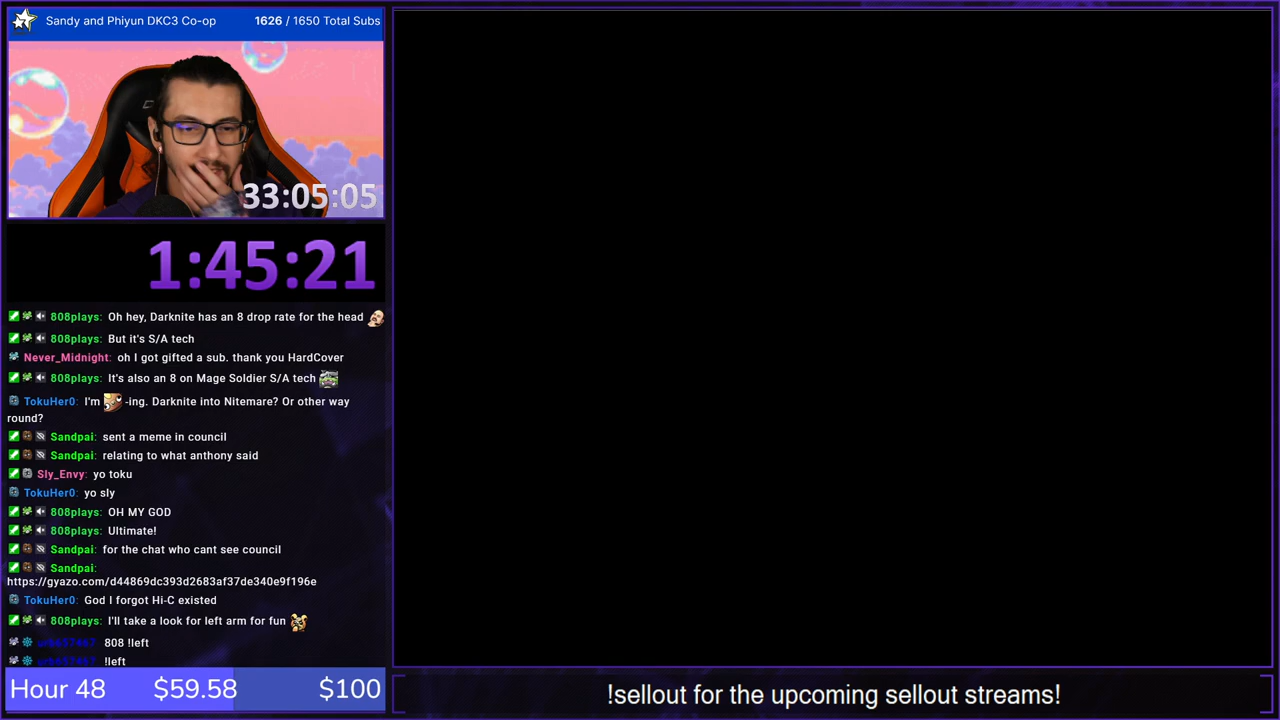 Sandy and Phiyun DKC3 Co-op 1626 / 1650 Total Subs
33:05:05
1:45:21
808plays: Oh hey, Darknite has an 8 drop rate for the head
808plays: But it's S/A tech
Never_Midnight: oh I got gifted a sub. thank you HardCover
808plays: It's also an 8 on Mage Soldier S/A tech
TokuHer0: I'm -ing. Darknite into Nitemare? Or other way
round?
Sandpai: sent a meme in council
Sandpai: relating to what anthony said
Sly_Envy: yo toku
TokuHer0: yo sly
808plays: OH MY GOD
808plays: Ultimate!
Sandpai: for the chat who cant see council
Sandpai:
https://gyazo.com/d44869dc393d2683af37de340e9f196e
TokuHer0: God I forgot Hi-C existed
808plays: I'll take a look for left arm for fun
808 !left
!left
Hour 48 $59.58 $100
!sellout for the upcoming sellout streams!